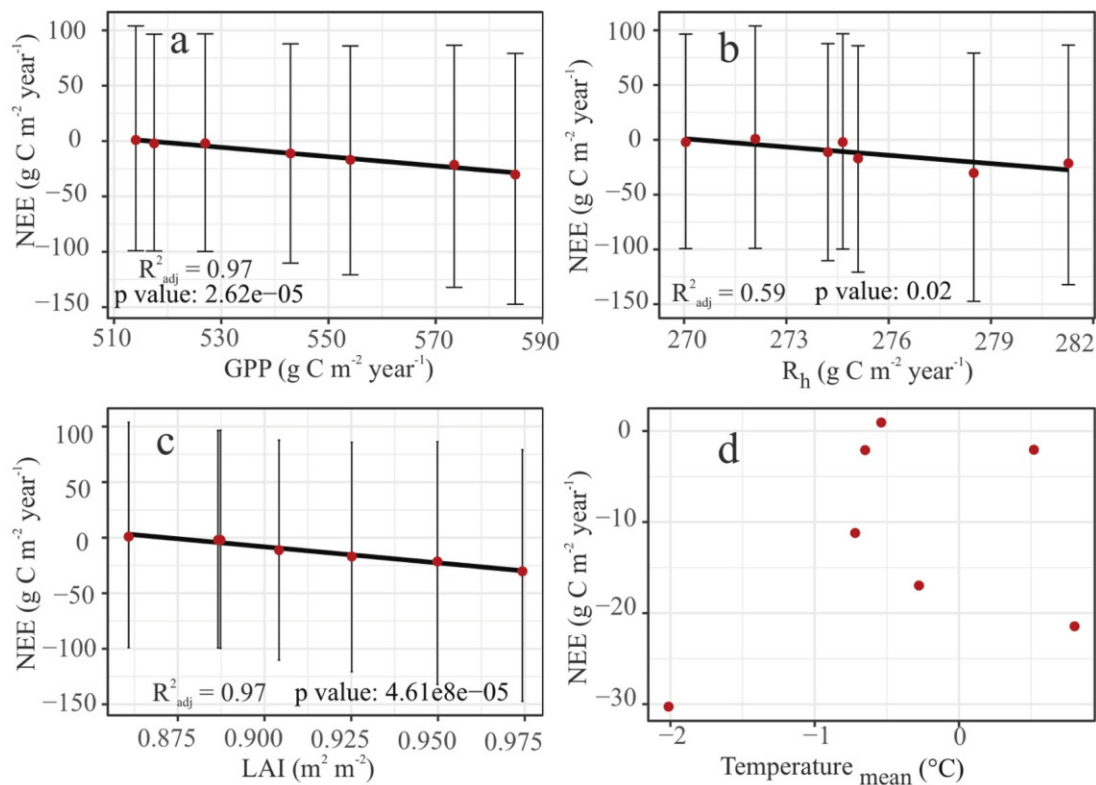 a
100
50
0
−50
−100
−150
NEE (g C m⁻² year⁻¹)
R²adj = 0.97
p value: 2.62e−05
510 530 550 570 590
GPP (g C m⁻² year⁻¹)
b
100
50
0
−50
−100
−150
NEE (g C m⁻² year⁻¹)
R²adj = 0.59 p value: 0.02
270 273 276 279 282
Rh (g C m⁻² year⁻¹)
c
100
50
0
−50
−100
−150
NEE (g C m⁻² year⁻¹)
R²adj = 0.97 p value: 4.61e8e−05
0.875 0.900 0.925 0.950 0.975
LAI (m² m⁻²)
d
0
−10
−20
−30
NEE (g C m⁻² year⁻¹)
−2 −1 0
Temperature mean (°C)